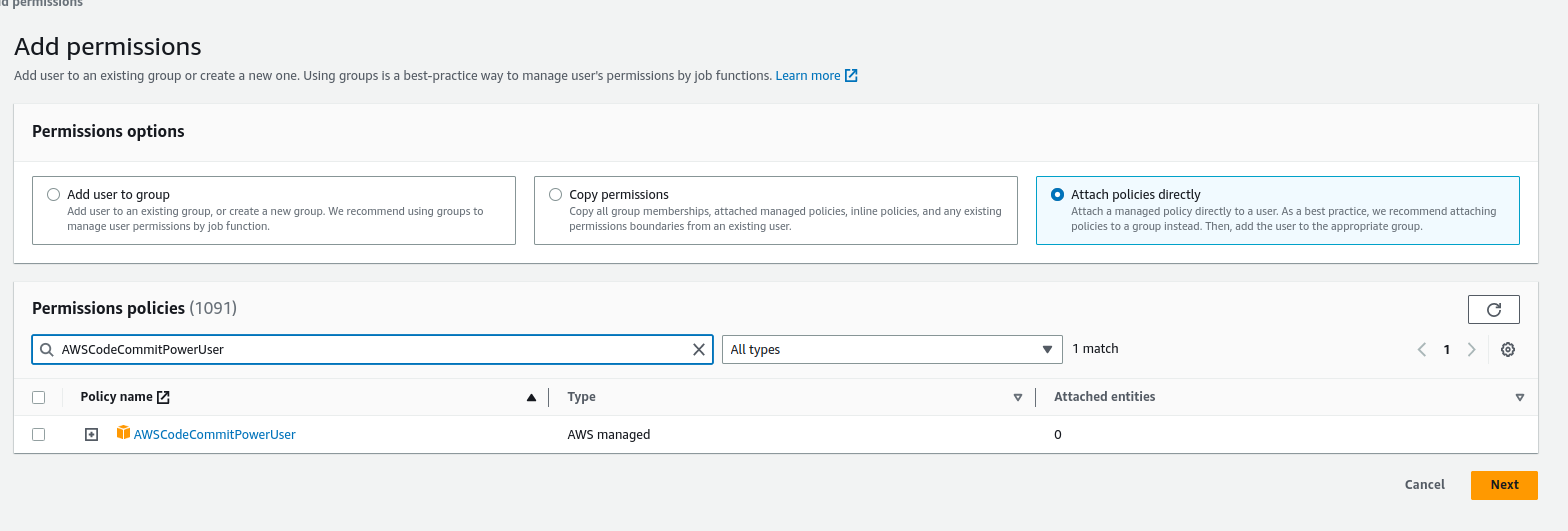 permissions
Add permissions
Add user to an existing group or create a new one. Using groups is a best-practice way to manage user's permissions by job functions. Learn more
Permissions options
Add user to group
Add user to an existing group, or create a new group. We recommend using groups to
manage user permissions by job function.
Copy permissions
Copy all group memberships, attached managed policies, inline policies, and any existing
permissions boundaries from an existing user.
Attach policies directly
Attach a managed policy directly to a user. As a best practice, we recommend attaching
policies to a group instead. Then, add the user to the appropriate group.
Permissions policies (1091)
AWSCodeCommitPowerUser
All types
1 match
1
Policy name
Type
Attached entities
AWSCodeCommitPowerUser
AWS managed
0
Cancel
Next